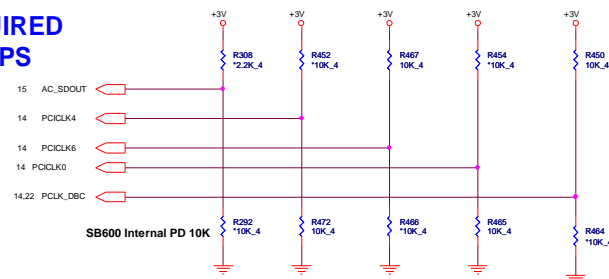 UIRED
PS
+3V +3V +3V +3V +3V
R308 R452 R467 R454 R450
*2.2K_4 *10K_4 10K_4 *10K_4 10K_4
15 AC_SDOUT
14 PCICLK4
14 PCICLK6
14 PCICLK0
14,22 PCLK_DBC
R292 R472 R466 R465 R464
*10K_4 10K_4 *10K_4 10K_4 *10K_4
SB600 Internal PD 10K